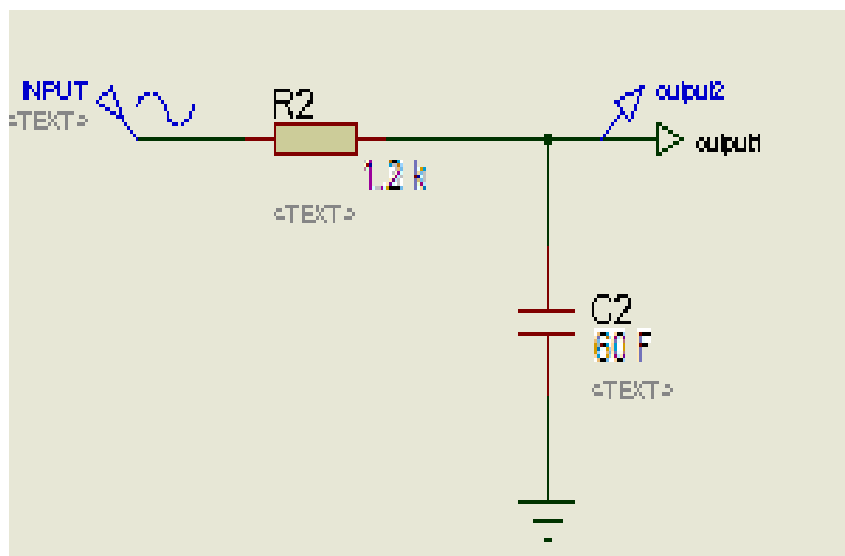 INPUT
<TEXT>
R2
1.2 k
<TEXT>
output2
output1
C2
60 F
<TEXT>